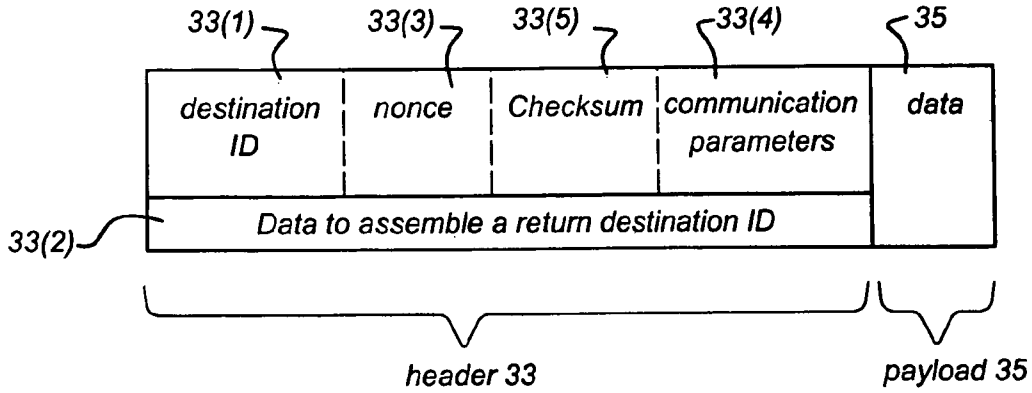 33(1) 33(3) 33(5) 33(4) 35
destination nonce Checksum communication data
ID parameters
Data to assemble a return destination ID
33(2)
header 33 payload 35